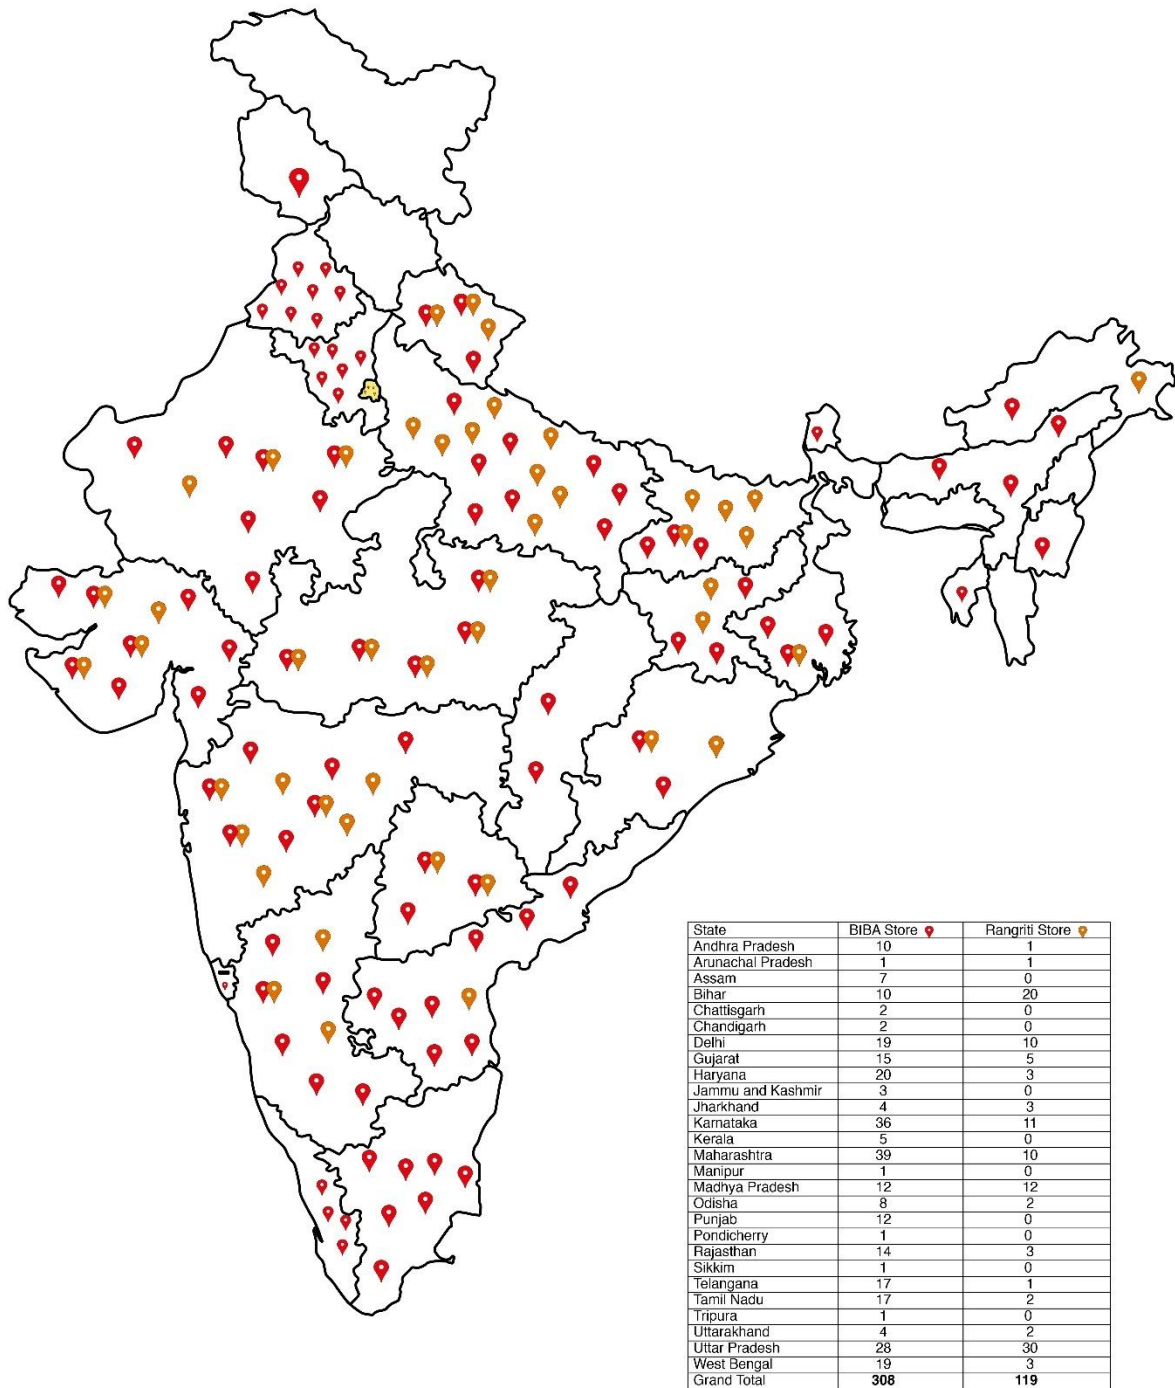 State BIBA Store Rangriti Store
Andhra Pradesh 10 1
Arunachal Pradesh 1 1
Assam 7 0
Bihar 10 20
Chattisgarh 2 0
Chandigarh 2 0
Delhi 19 10
Gujarat 15 5
Haryana 20 3
Jammu and Kashmir 3 0
Jharkhand 4 3
Karnataka 36 11
Kerala 5 0
Maharashtra 39 10
Manipur 1 0
Madhya Pradesh 12 12
Odisha 8 2
Punjab 12 0
Pondicherry 1 0
Rajasthan 14 3
Sikkim 1 0
Telangana 17 1
Tamil Nadu 17 2
Tripura 1 0
Uttarakhand 4 2
Uttar Pradesh 28 30
West Bengal 19 3
Grand Total 308 119